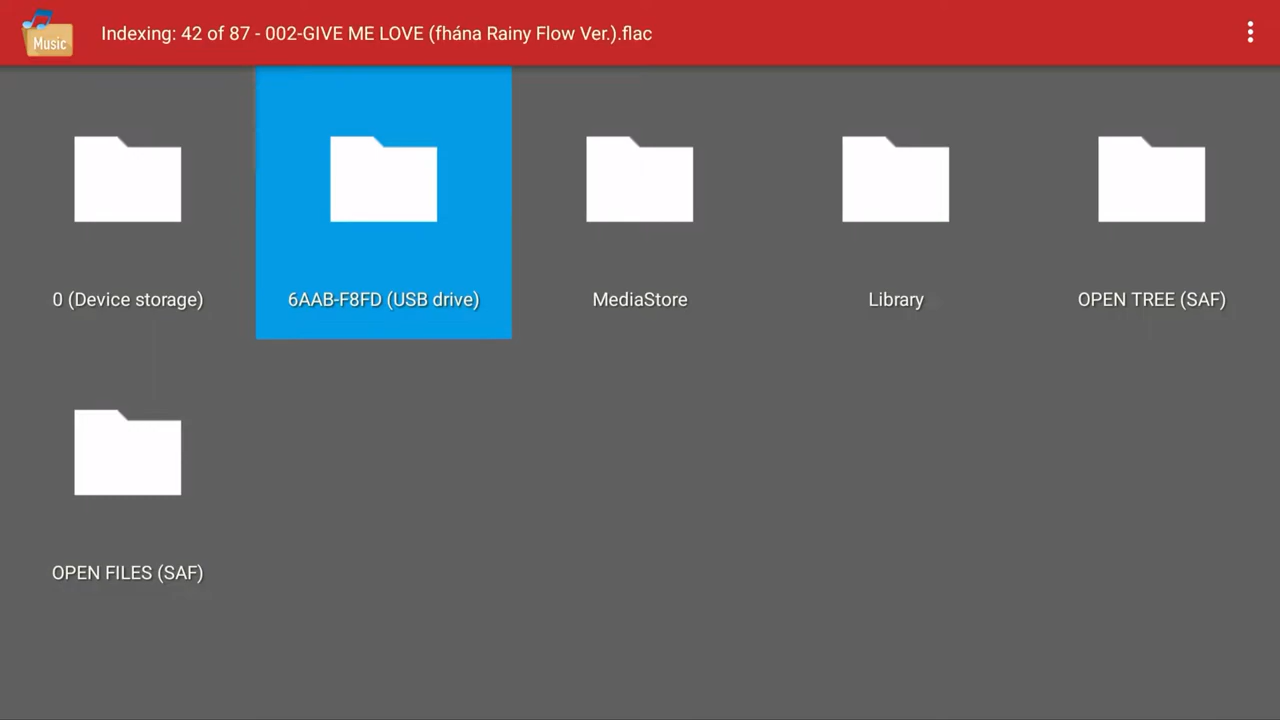 Music
Indexing: 42 of 87 - 002-GIVE ME LOVE (fhána Rainy Flow Ver.).flac
0 (Device storage)
6AAB-F8FD (USB drive)
MediaStore
Library
OPEN TREE (SAF)
OPEN FILES (SAF)